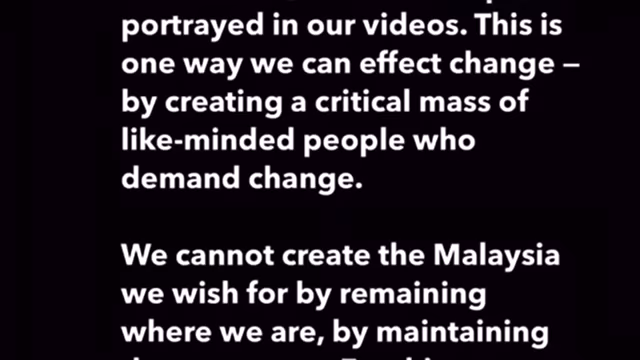 portrayed in our videos. This is
one way we can effect change –
by creating a critical mass of
like-minded people who
demand change.
We cannot create the Malaysia
we wish for by remaining
where we are, by maintaining